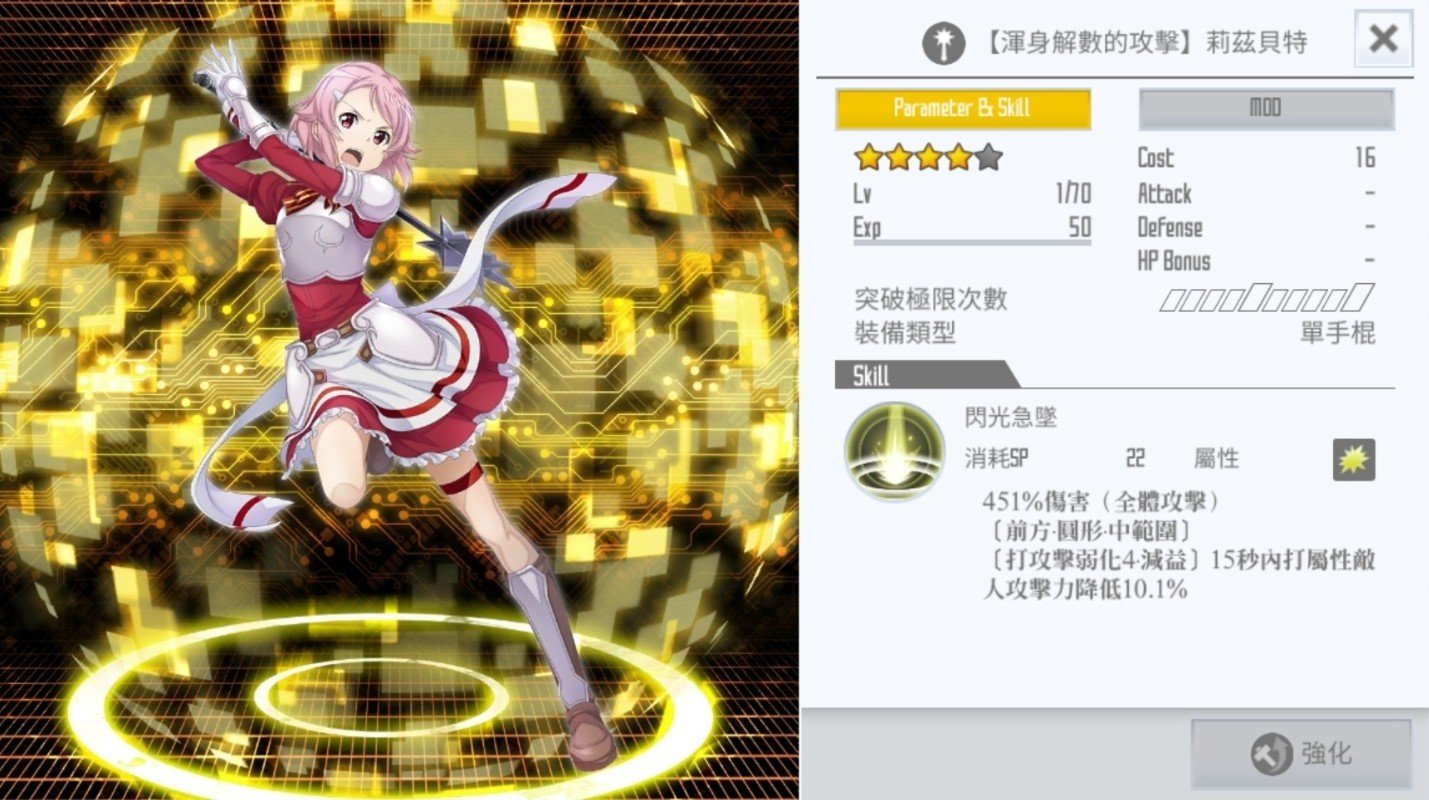 【渾身解數的攻擊】莉茲貝特
Parameter & Skill
MOD
Lv 1/70
Exp 50
Cost 16
Attack -
Defense -
HP Bonus -
突破極限次數
裝備類型 單手棍
Skill
閃光急墜
消耗SP 22 屬性
451%傷害（全體攻擊）
〔前方·圓形·中範圍〕
〔打攻擊弱化4·減益〕15秒內打屬性敵
人攻擊力降低10.1%
強化